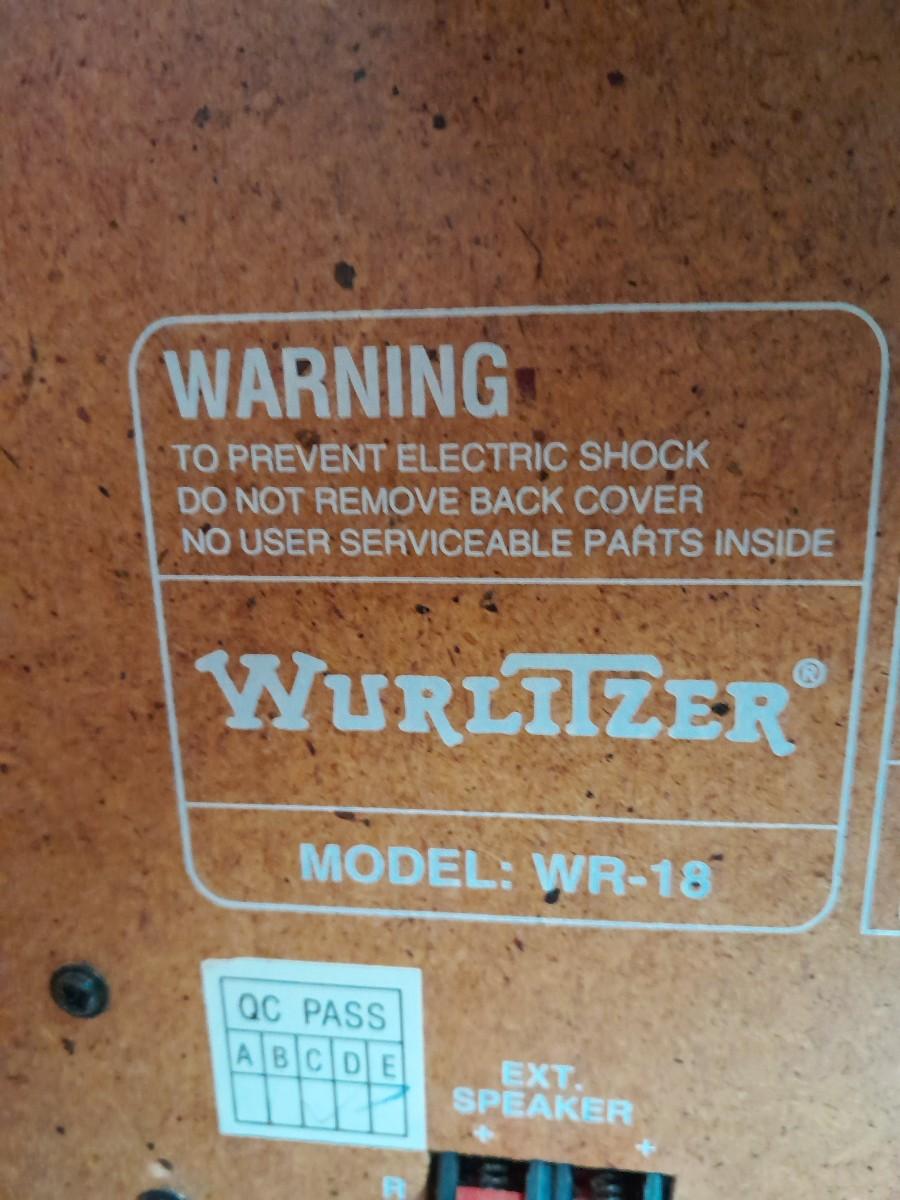 WARNING
TO PREVENT ELECTRIC SHOCK
DO NOT REMOVE BACK COVER
NO USER SERVICEABLE PARTS INSIDE
WURLITZER®
MODEL: WR-18
QC PASS
A B C D E
EXT.
SPEAKER
+ +
R